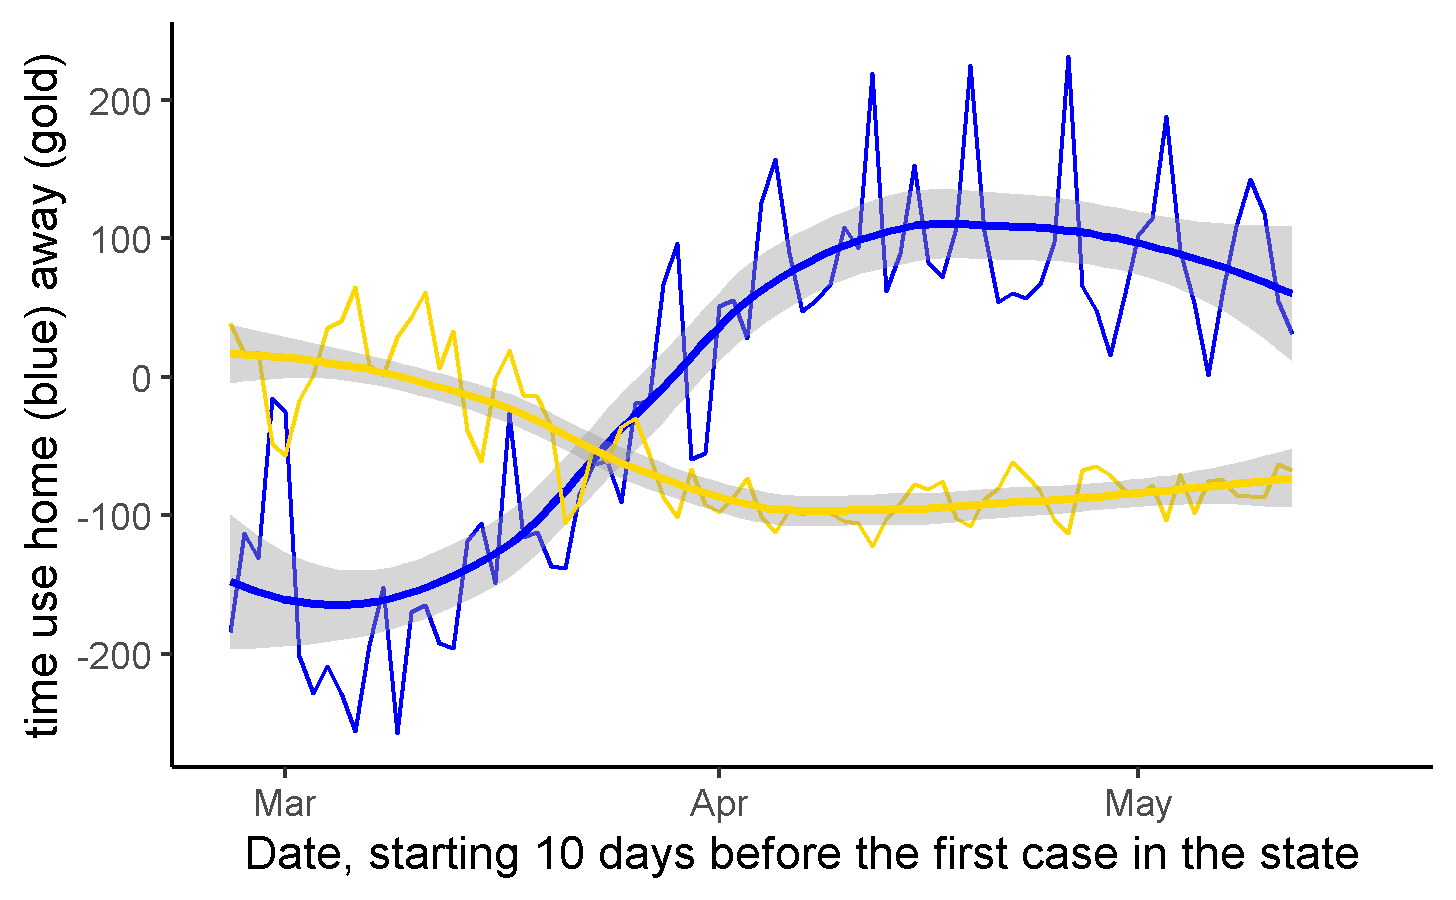 time use home (blue) away (gold)
200
100
0
-100
-200
Mar
Apr
May
Date, starting 10 days before the first case in the state